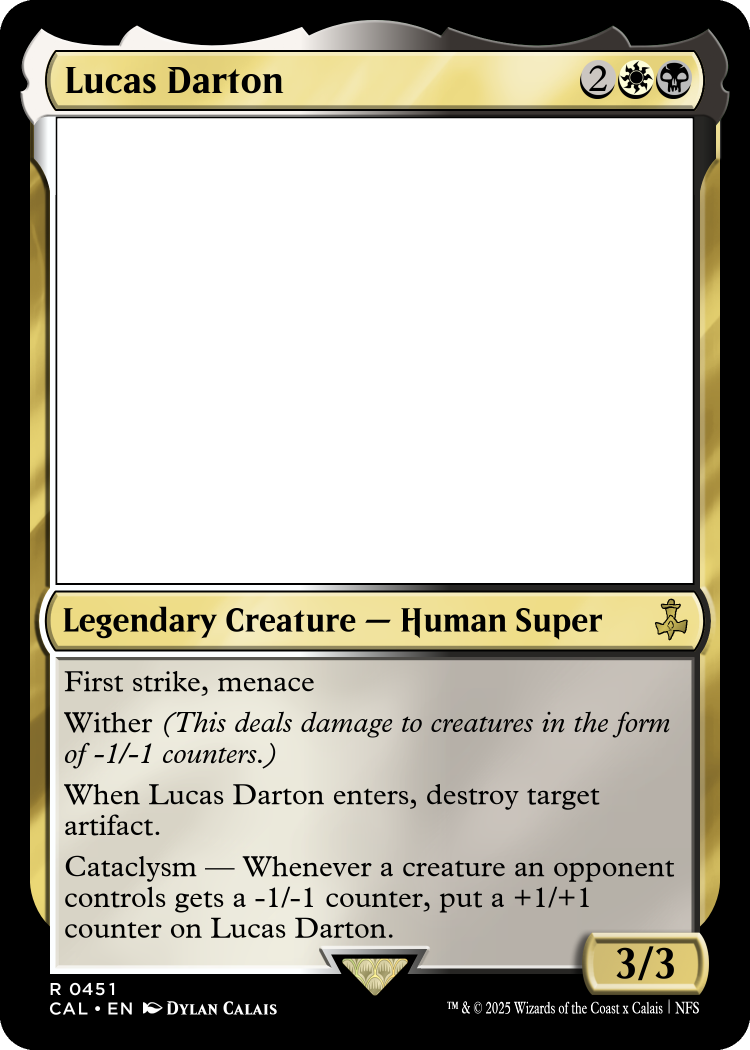 Lucas Darton 2
Legendary Creature — Human Super
First strike, menace
Wither (This deals damage to creatures in the form
of -1/-1 counters.)
When Lucas Darton enters, destroy target
artifact.
Cataclysm — Whenever a creature an opponent
controls gets a -1/-1 counter, put a +1/+1
counter on Lucas Darton.
3/3
R 0451
CAL • EN Dylan Calais
™ & © 2025 Wizards of the Coast x Calais | NFS